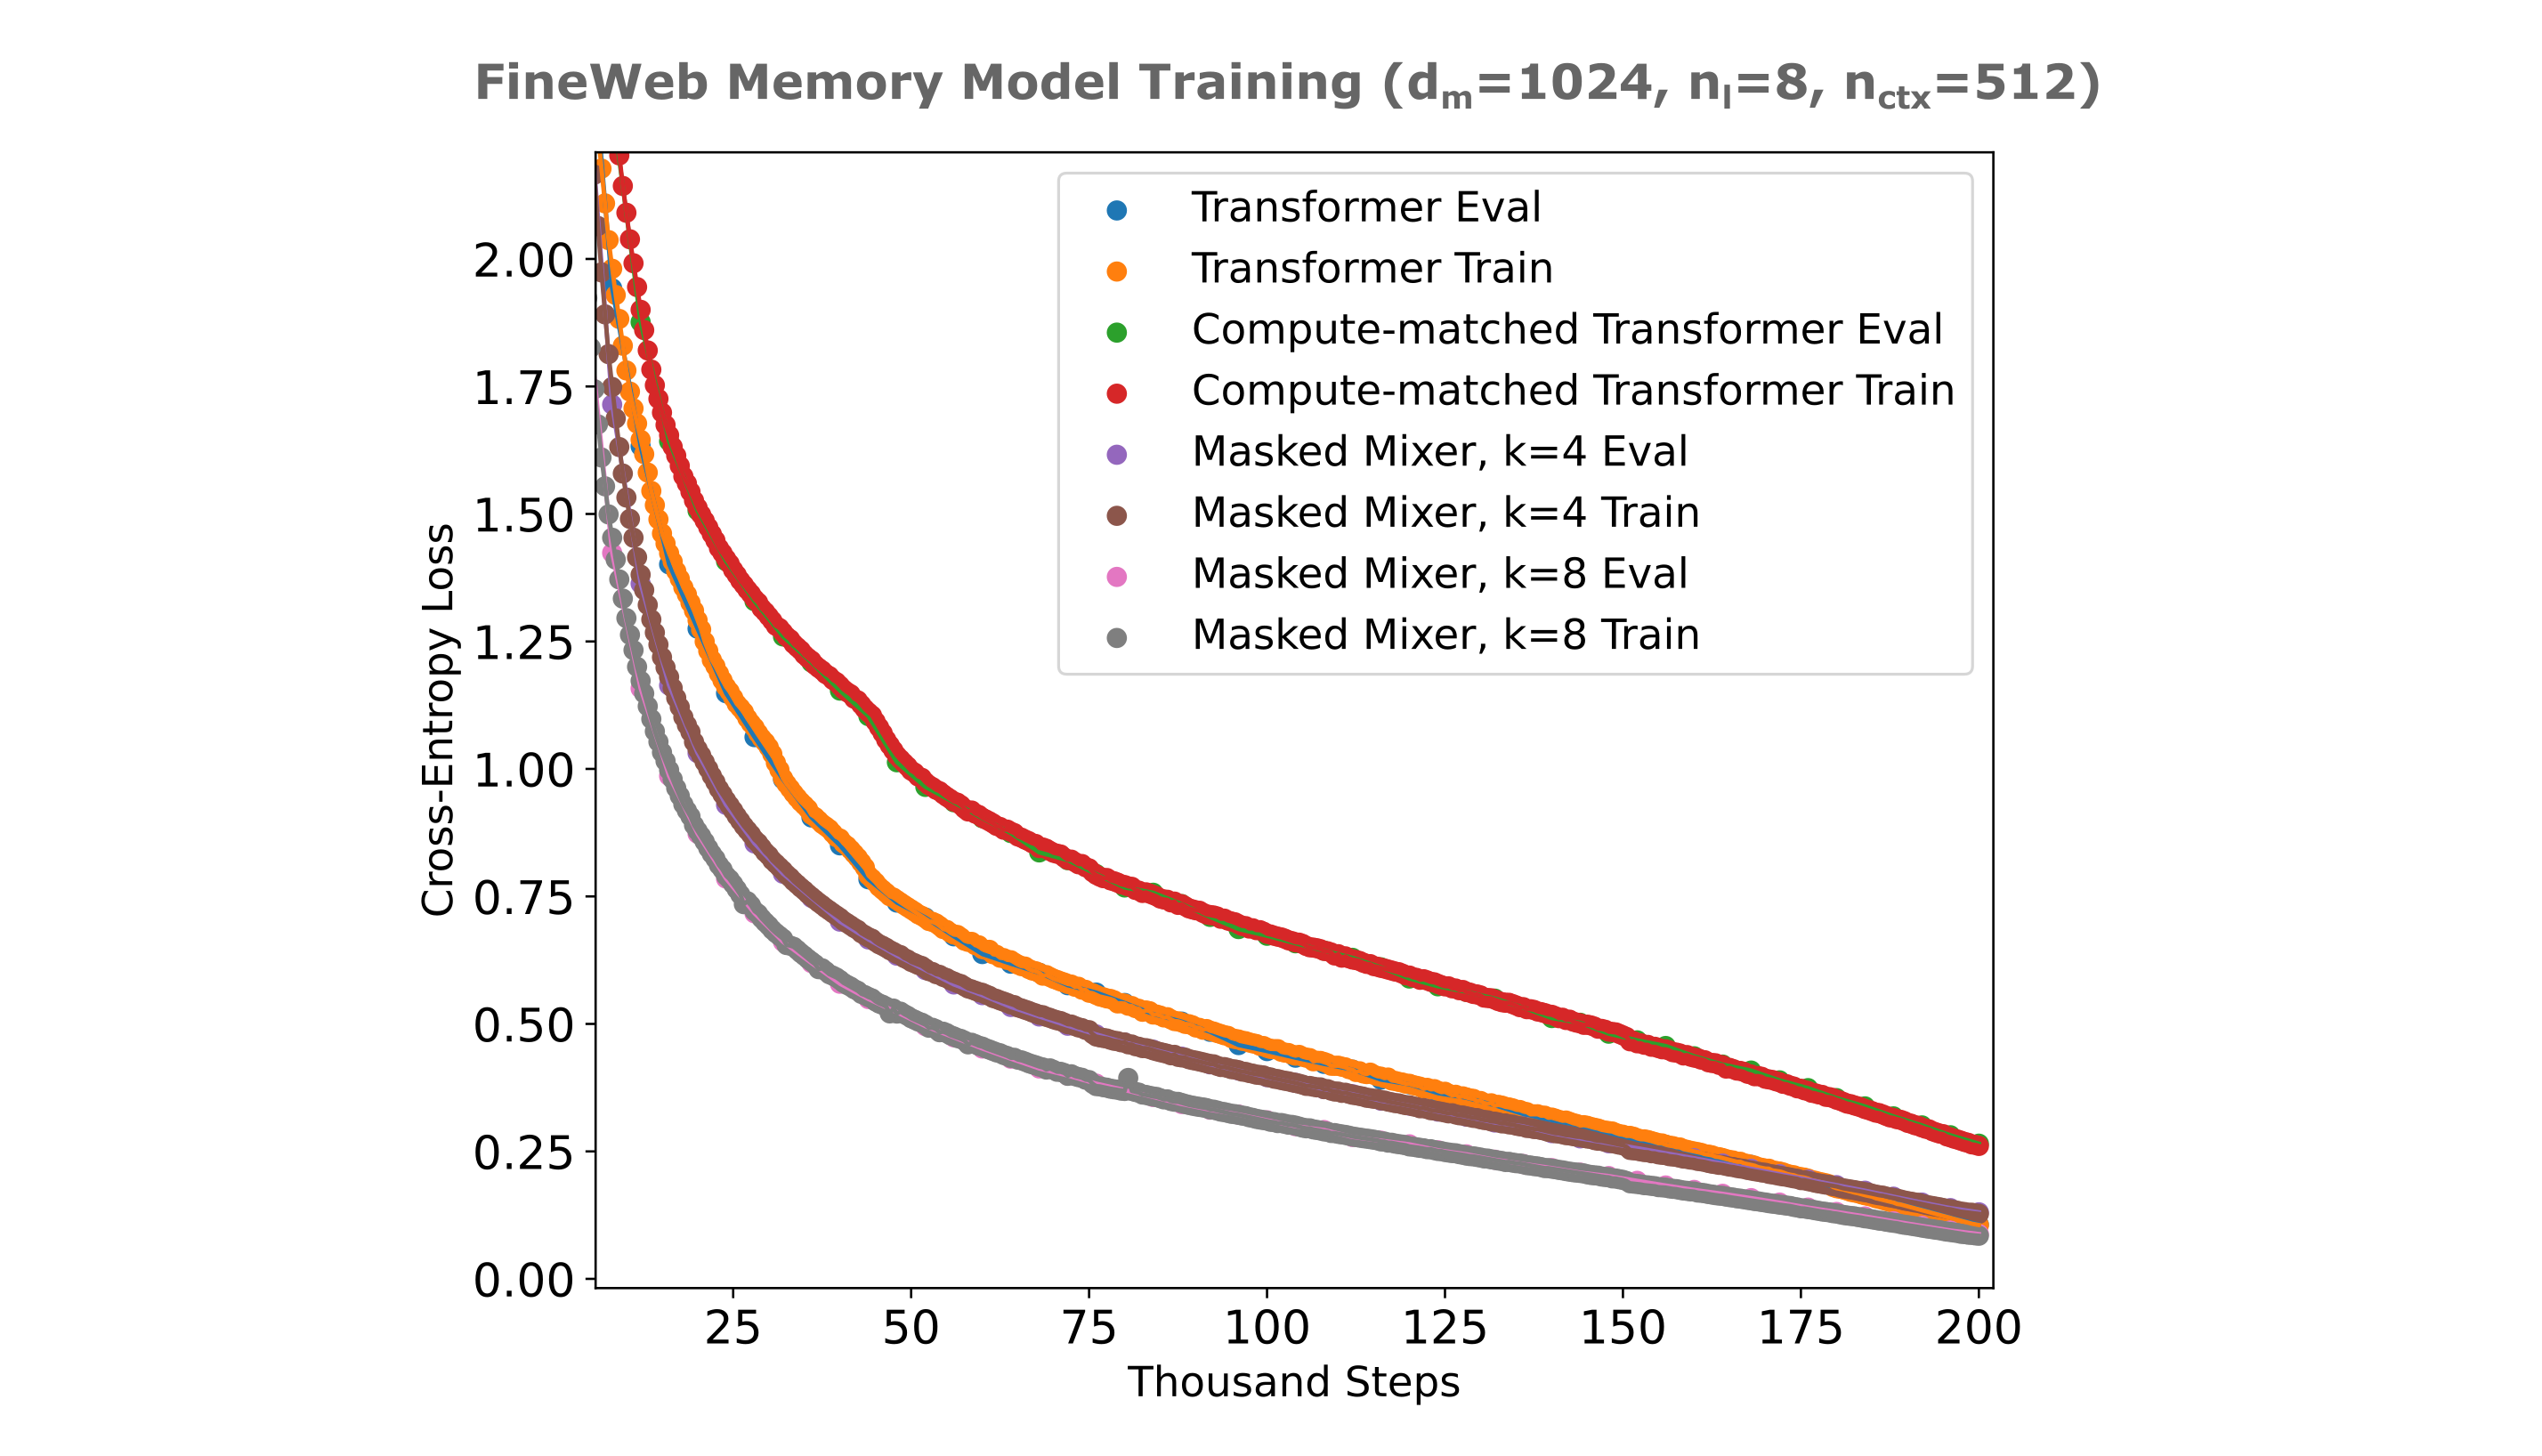 FineWeb Memory Model Training (dₘ=1024, nₗ=8, n_ctx=512)
Cross-Entropy Loss
2.00
1.75
1.50
1.25
1.00
0.75
0.50
0.25
0.00
Transformer Eval
Transformer Train
Compute-matched Transformer Eval
Compute-matched Transformer Train
Masked Mixer, k=4 Eval
Masked Mixer, k=4 Train
Masked Mixer, k=8 Eval
Masked Mixer, k=8 Train
25 50 75 100 125 150 175 200
Thousand Steps